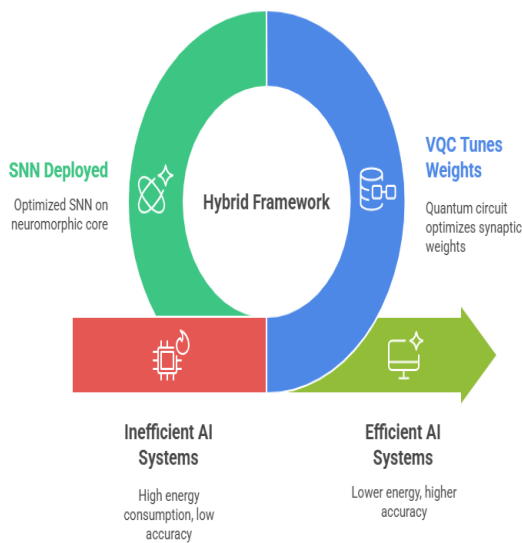 SNN Deployed
Optimized SNN on
neuromorphic core
Hybrid Framework
VQC Tunes
Weights
Quantum circuit
optimizes synaptic
weights
Inefficient AI
Systems
High energy
consumption, low
accuracy
Efficient AI
Systems
Lower energy, higher
accuracy